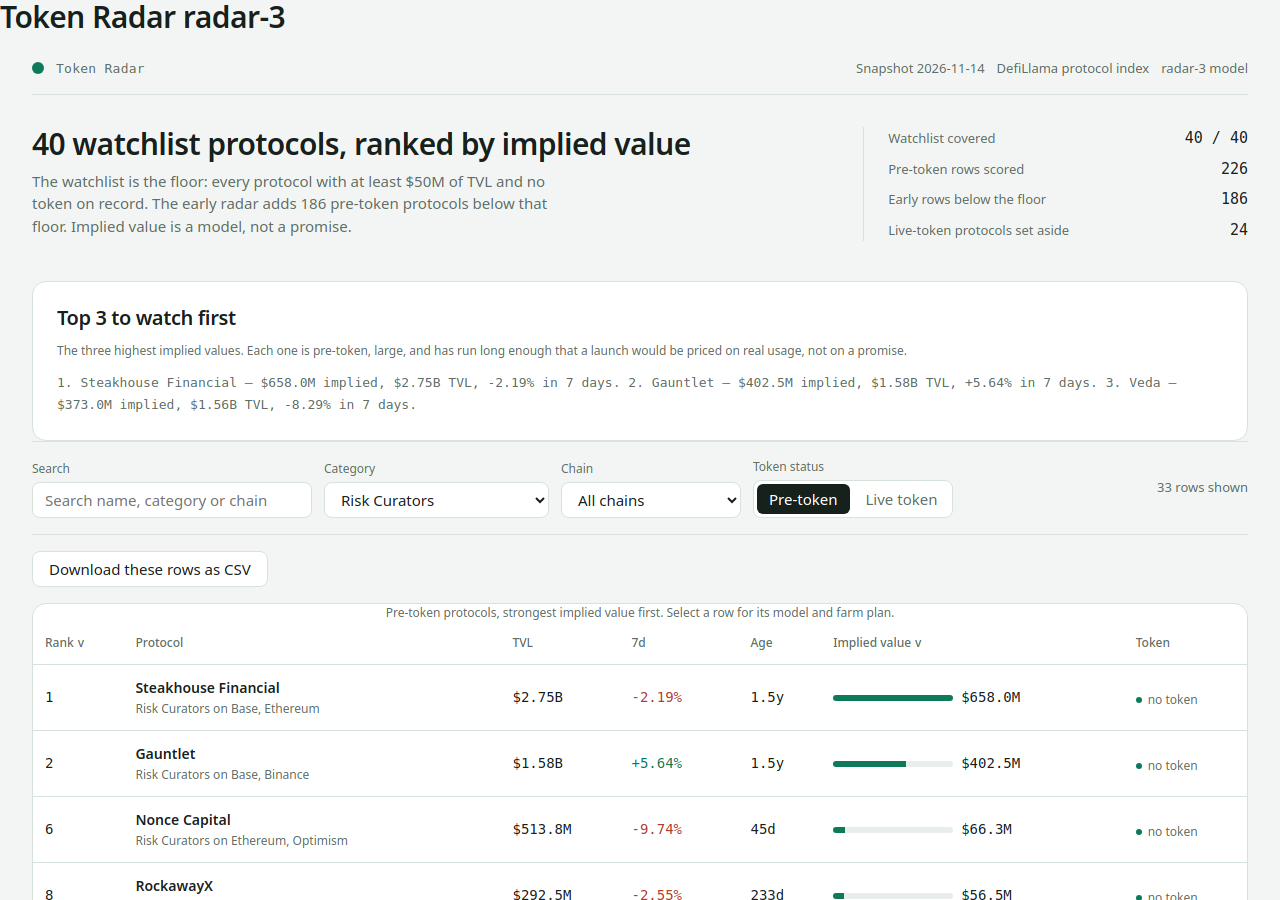 Token Radar radar-3
Token Radar
Snapshot 2026-11-14 DefiLlama protocol index radar-3 model
40 watchlist protocols, ranked by implied value
The watchlist is the floor: every protocol with at least $50M of TVL and no
token on record. The early radar adds 186 pre-token protocols below that
floor. Implied value is a model, not a promise.
Watchlist covered 40 / 40
Pre-token rows scored 226
Early rows below the floor 186
Live-token protocols set aside 24
Top 3 to watch first
The three highest implied values. Each one is pre-token, large, and has run long enough that a launch would be priced on real usage, not on a promise.
1. Steakhouse Financial — $658.0M implied, $2.75B TVL, -2.19% in 7 days. 2. Gauntlet — $402.5M implied, $1.58B TVL, +5.64% in 7 days. 3. Veda —
$373.0M implied, $1.56B TVL, -8.29% in 7 days.
Search Category Chain Token status
Search name, category or chain Risk Curators All chains Pre-token Live token 33 rows shown
Download these rows as CSV
Pre-token protocols, strongest implied value first. Select a row for its model and farm plan.
Rank v Protocol TVL 7d Age Implied value v Token
1 Steakhouse Financial $2.75B -2.19% 1.5y $658.0M no token
Risk Curators on Base, Ethereum
2 Gauntlet $1.58B +5.64% 1.5y $402.5M no token
Risk Curators on Base, Binance
6 Nonce Capital $513.8M -9.74% 45d $66.3M no token
Risk Curators on Ethereum, Optimism
8 RockawayX $292.5M -2.55% 233d $56.5M no token